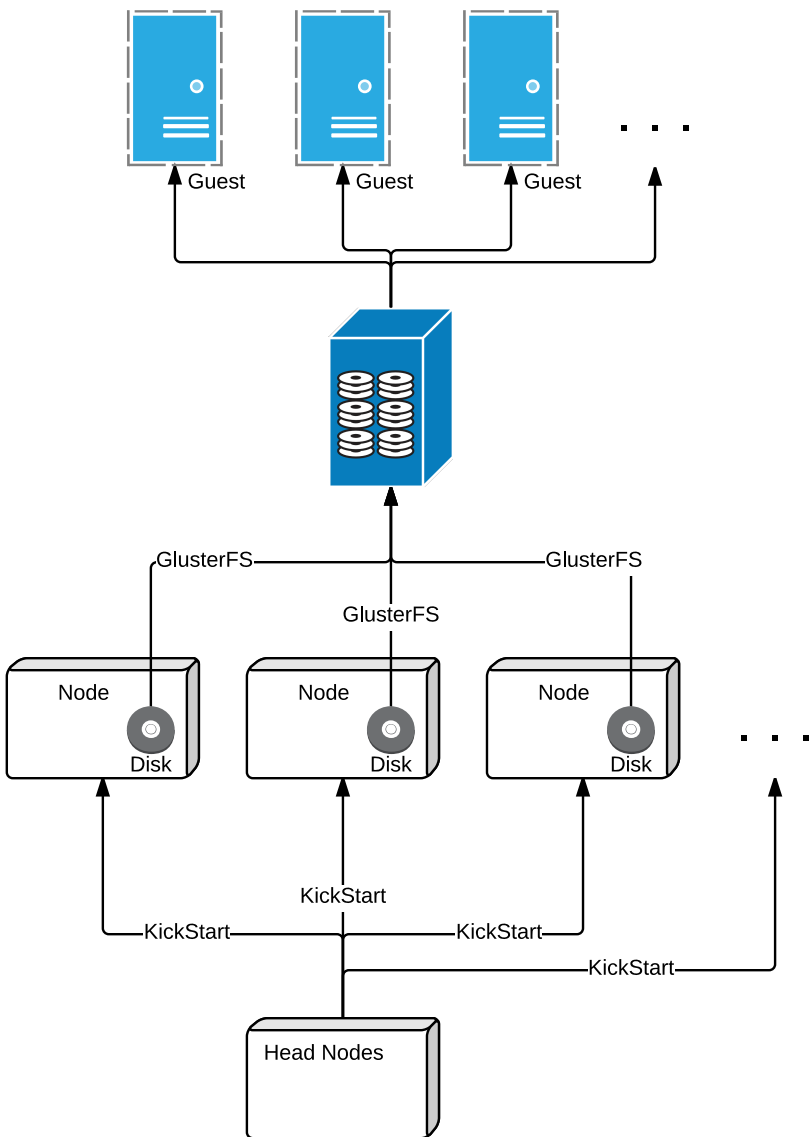 Guest
Guest
Guest
. . .
GlusterFS
GlusterFS
GlusterFS
Node
Node
Node
Disk
Disk
Disk
. . .
KickStart
KickStart
KickStart
KickStart
Head Nodes